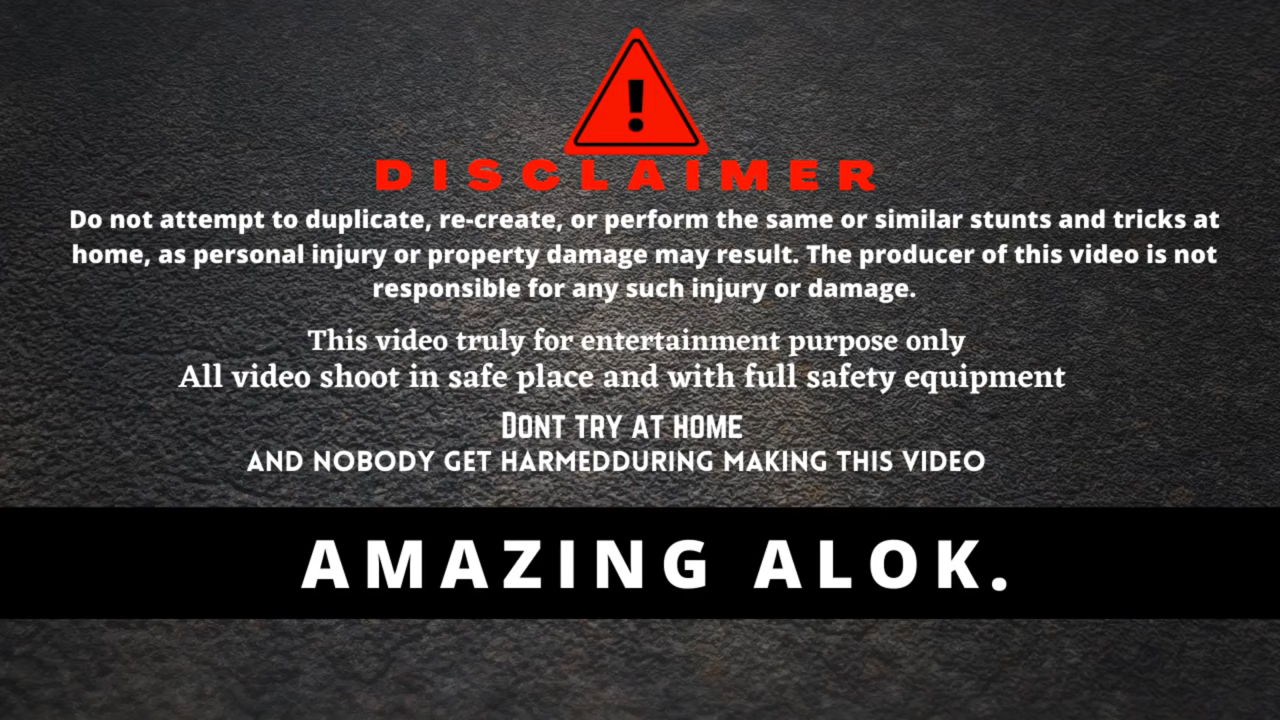 !
DISCLAIMER
Do not attempt to duplicate, re-create, or perform the same or similar stunts and tricks at
home, as personal injury or property damage may result. The producer of this video is not
responsible for any such injury or damage.
This video truly for entertainment purpose only
All video shoot in safe place and with full safety equipment
DONT TRY AT HOME
AND NOBODY GET HARMEDDURING MAKING THIS VIDEO
AMAZING ALOK.